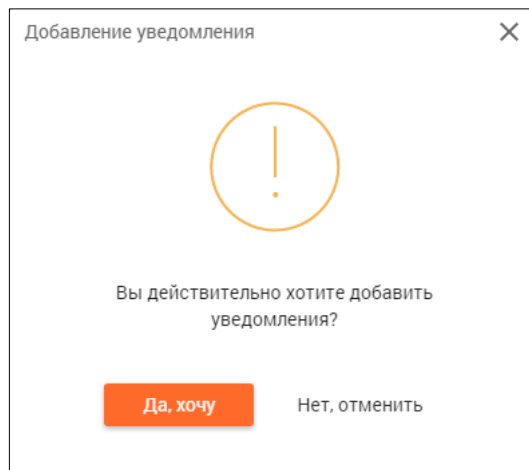 Добавление уведомления
Вы действительно хотите добавить
уведомления?
Да, хочу
Нет, отменить